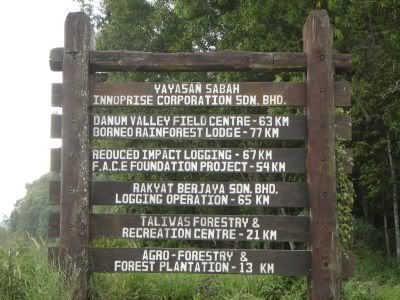 YAYASAN SABAH
INNOPRISE CORPORATION SDN. BHD.
DANUM VALLEY FIELD CENTRE - 63 KM
BORNEO RAINFOREST LODGE - 77 KM
REDUCED IMPACT LOGGING - 67 KM
F.A.C.E FOUNDATION PROJECT - 54 KM
RAKYAT BERJAYA SDN. BHD.
LOGGING OPERATION - 65 KM
TALIWAS FORESTRY &
RECREATION CENTRE - 21 KM
AGRO-FORESTRY &
FOREST PLANTATION - 13 KM